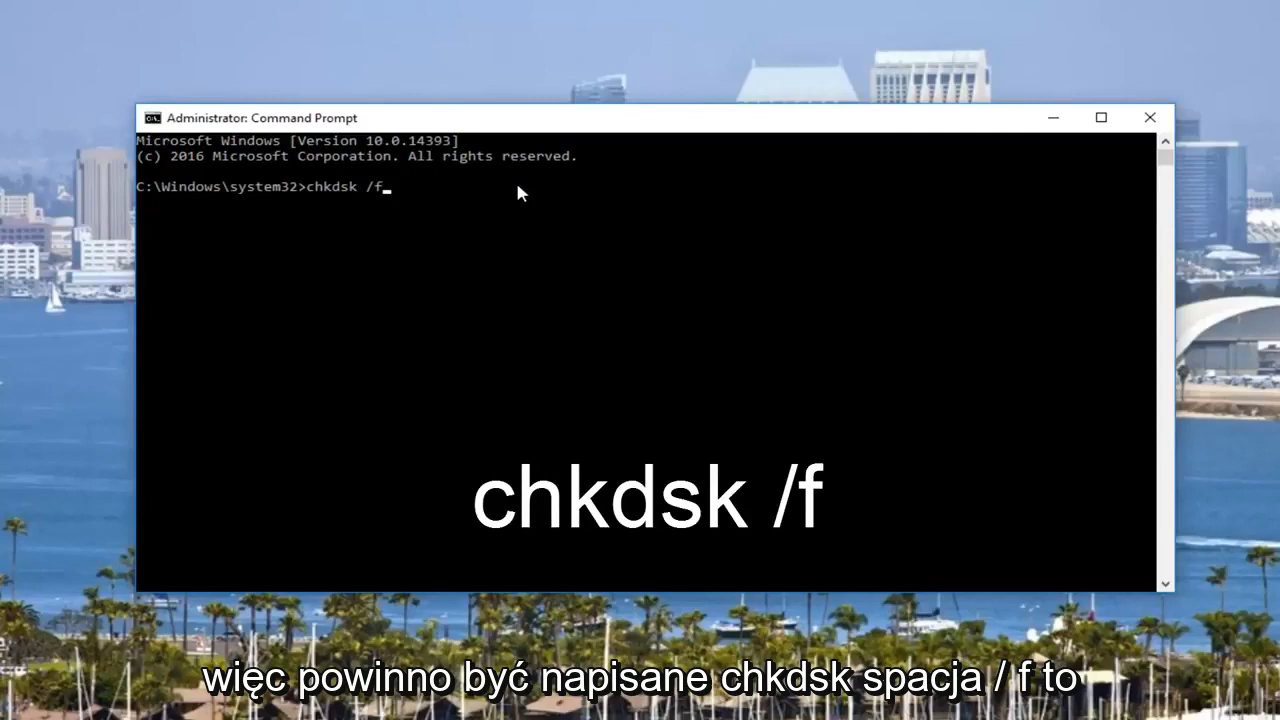 Administrator: Command Prompt
Microsoft Windows [Version 10.0.14393]
(c) 2016 Microsoft Corporation. All rights reserved.
C:\Windows\system32>chkdsk /f
chkdsk /f
więc powinno być napisane chkdsk spacja / f to